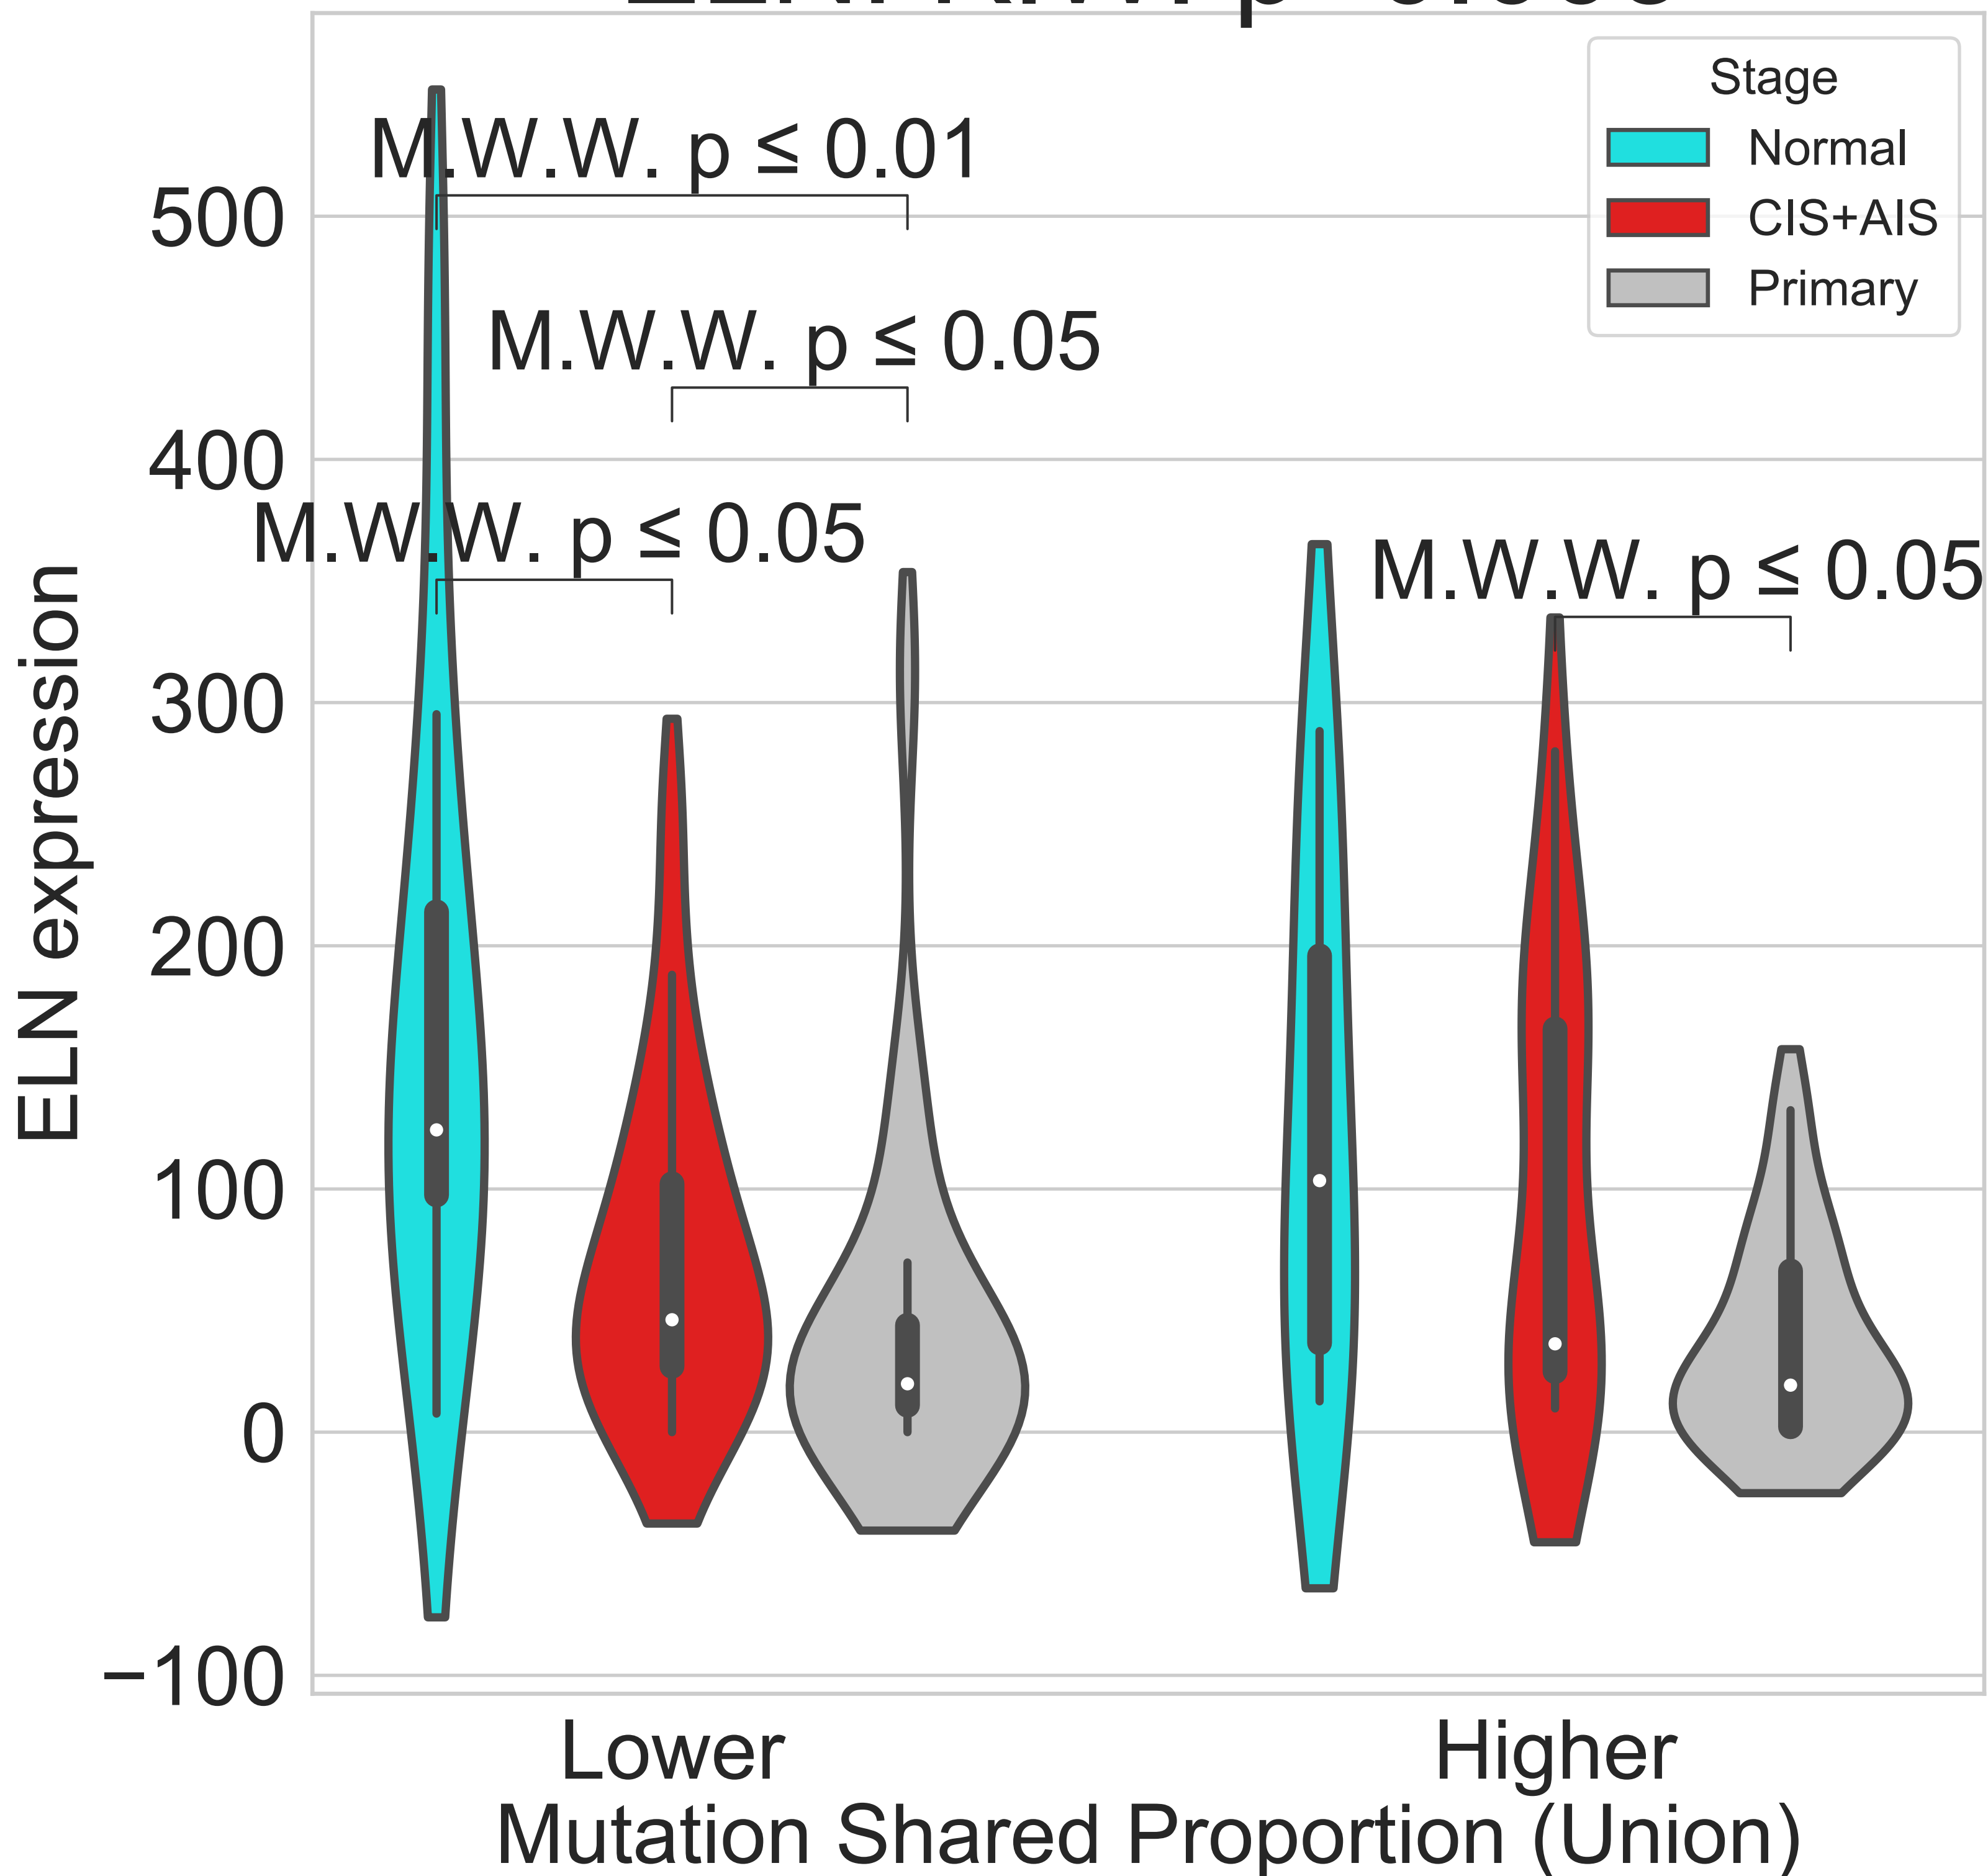 Stage
Normal
CIS+AIS
Primary
M.W.W. p ≤ 0.01
M.W.W. p ≤ 0.05
M.W.W. p ≤ 0.05
M.W.W. p ≤ 0.05
500
400
300
200
100
0
−100
ELN expression
Lower
Higher
Mutation Shared Proportion (Union)